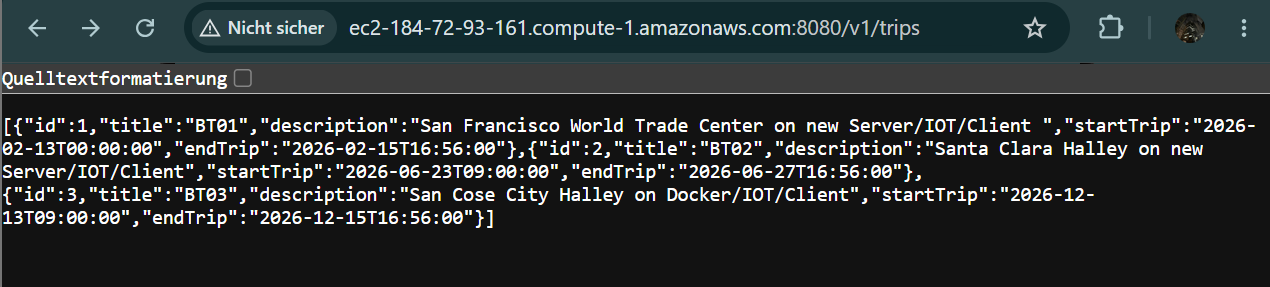 Nicht sicher ec2-184-72-93-161.compute-1.amazonaws.com:8080/v1/trips
Quelltextformatierung
[{"id":1,"title":"BT01","description":"San Francisco World Trade Center on new Server/IOT/Client ","startTrip":"2026-
02-13T00:00:00","endTrip":"2026-02-15T16:56:00"},{"id":2,"title":"BT02","description":"Santa Clara Halley on new
Server/IOT/Client","startTrip":"2026-06-23T09:00:00","endTrip":"2026-06-27T16:56:00"},
{"id":3,"title":"BT03","description":"San Cose City Halley on Docker/IOT/Client","startTrip":"2026-12-
13T09:00:00","endTrip":"2026-12-15T16:56:00"}]